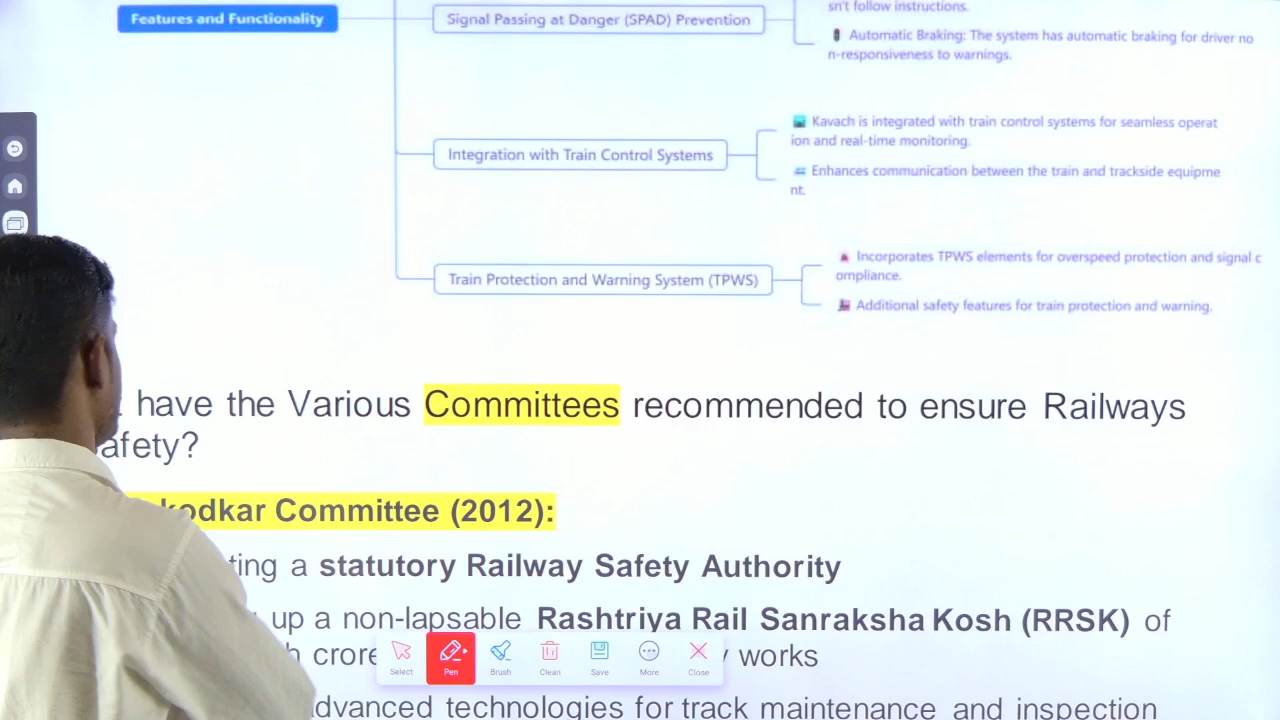 Features and Functionality
Signal Passing at Danger (SPAD) Prevention
sn't follow instructions.
Automatic Braking: The system has automatic braking for driver no
n-responsiveness to warnings.
Integration with Train Control Systems
Kavach is integrated with train control systems for seamless operat
ion and real-time monitoring.
Enhances communication between the train and trackside equipme
nt.
Train Protection and Warning System (TPWS)
Incorporates TPWS elements for overspeed protection and signal c
ompliance.
Additional safety features for train protection and warning.
have the Various Committees recommended to ensure Railways
afety?
kodkar Committee (2012):
ting a statutory Railway Safety Authority
up a non-lapsable Rashtriya Rail Sanraksha Kosh (RRSK) of
h crore
works
advanced technologies for track maintenance and inspection
Select
Pen
Brush
Clean
Save
More
Close